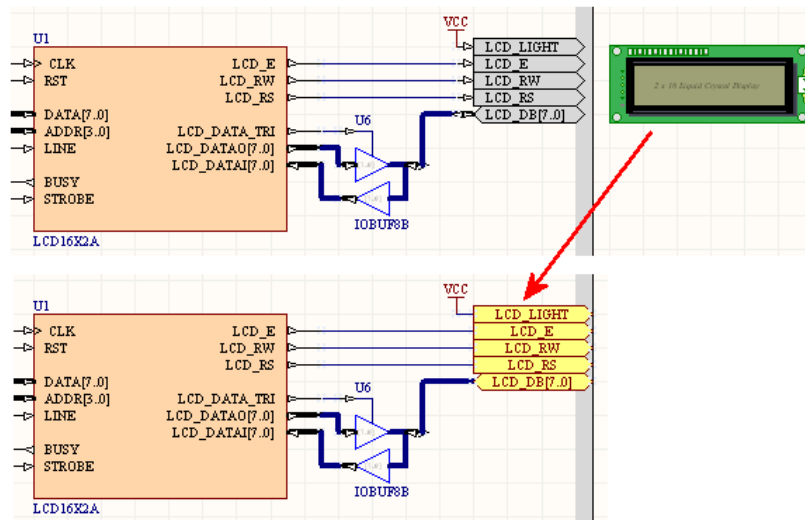 VCC
U1
LCD_LIGHT
CLK LCD_E LCD_E
RST LCD_RW LCD_RW
LCD_RS LCD_RS
2 x 16 Liquid Crystal Display
DATA[7..0] U6 LCD_DB[7..0]
ADDR[3..0] LCD_DATA_TRI
LINE LCD_DATAO[7..0]
LCD_DATAI[7..0]
BUSY
STROBE
IOBUF8B
LCD16X2A
VCC
U1
LCD_LIGHT
CLK LCD_E LCD_E
RST LCD_RW LCD_RW
LCD_RS LCD_RS
DATA[7..0] U6 LCD_DB[7..0]
ADDR[3..0] LCD_DATA_TRI
LINE LCD_DATAO[7..0]
LCD_DATAI[7..0]
BUSY
STROBE
IOBUF8B
LCD16X2A